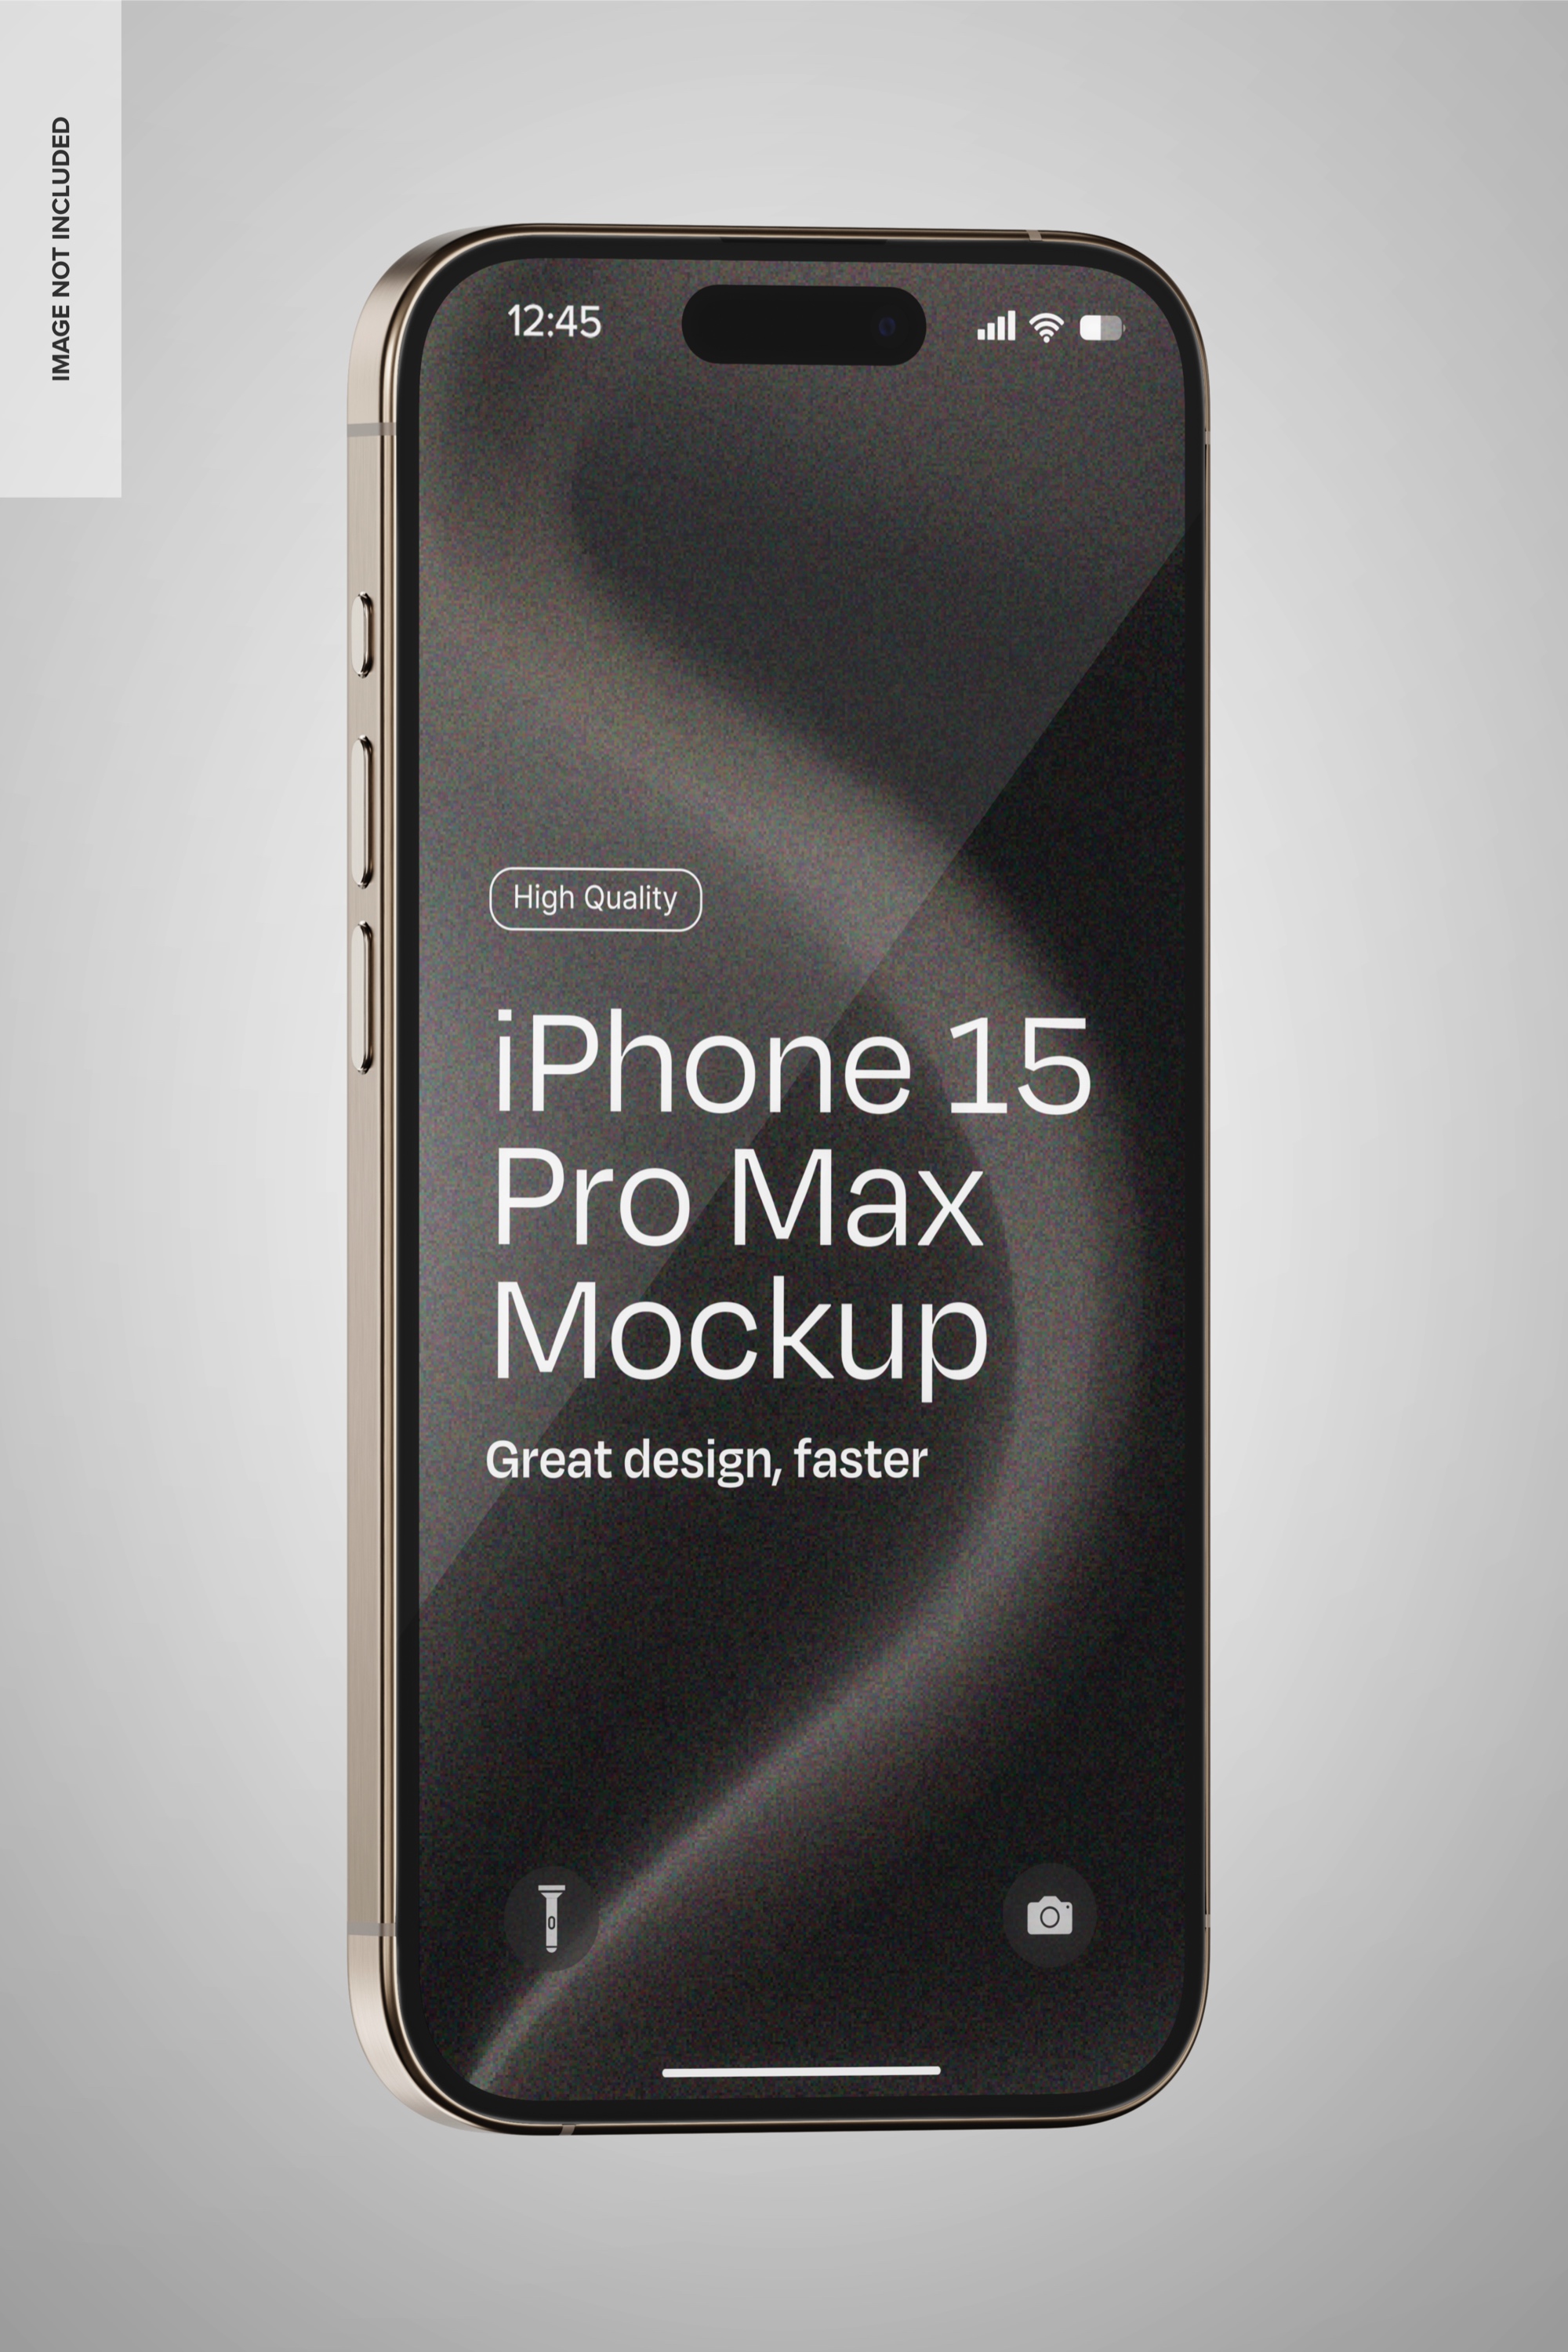 IMAGE NOT INCLUDED
12:45
High Quality
iPhone 15
Pro Max
Mockup
Great design, faster